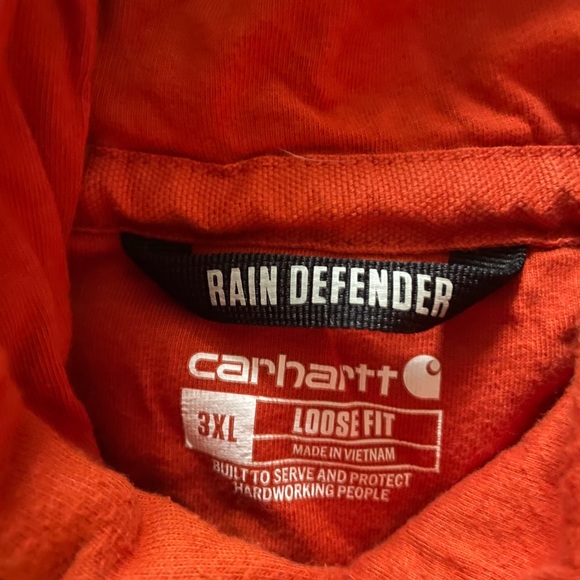 RAIN DEFENDER
carhartt
3XL
LOOSE FIT
MADE IN VIETNAM
BUILT TO SERVE AND PROTECT
HARDWORKING PEOPLE